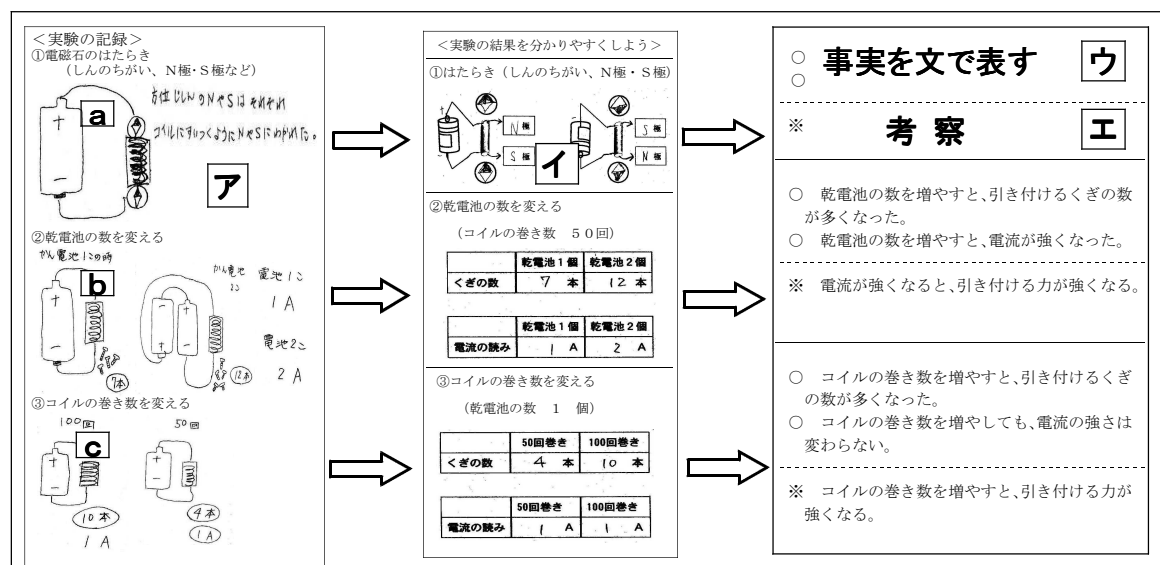 <実験の記録>
①電磁石のはたらき
(しんのちがい、N極・S極など)
a
+
方位じしんのNやSはそれぞれ
コイルにすいつくようにNやSにわかれた。
ア
②乾電池の数を変える
かん電池1この時
b
+
7本
かん電池
2こ
－
+
12本
電池1こ
1A
電池2こ
2A
③コイルの巻き数を変える
100回
c
+
－
10本
1A
50回
+
－
4本
1A
<実験の結果を分かりやすくしよう>
①はたらき(しんのちがい、N極・S極)
N極
S極
イ
S極
N極
②乾電池の数を変える
(コイルの巻き数 50回)
乾電池1個 乾電池2個
くぎの数 7 本 12 本
乾電池1個 乾電池2個
電流の読み 1 A 2 A
③コイルの巻き数を変える
(乾電池の数 1 個)
50回巻き 100回巻き
くぎの数 4 本 10 本
50回巻き 100回巻き
電流の読み 1 A 1 A
○ 事実を文で表す ウ
○
※ 考察 エ
○ 乾電池の数を増やすと、引き付けるくぎの数
が多くなった。
○ 乾電池の数を増やすと、電流が強くなった。
※ 電流が強くなると、引き付ける力が強くなる。
○ コイルの巻き数を増やすと、引き付けるくぎ
の数が多くなった。
○ コイルの巻き数を増やしても、電流の強さは
変わらない。
※ コイルの巻き数を増やすと、引き付ける力が
強くなる。